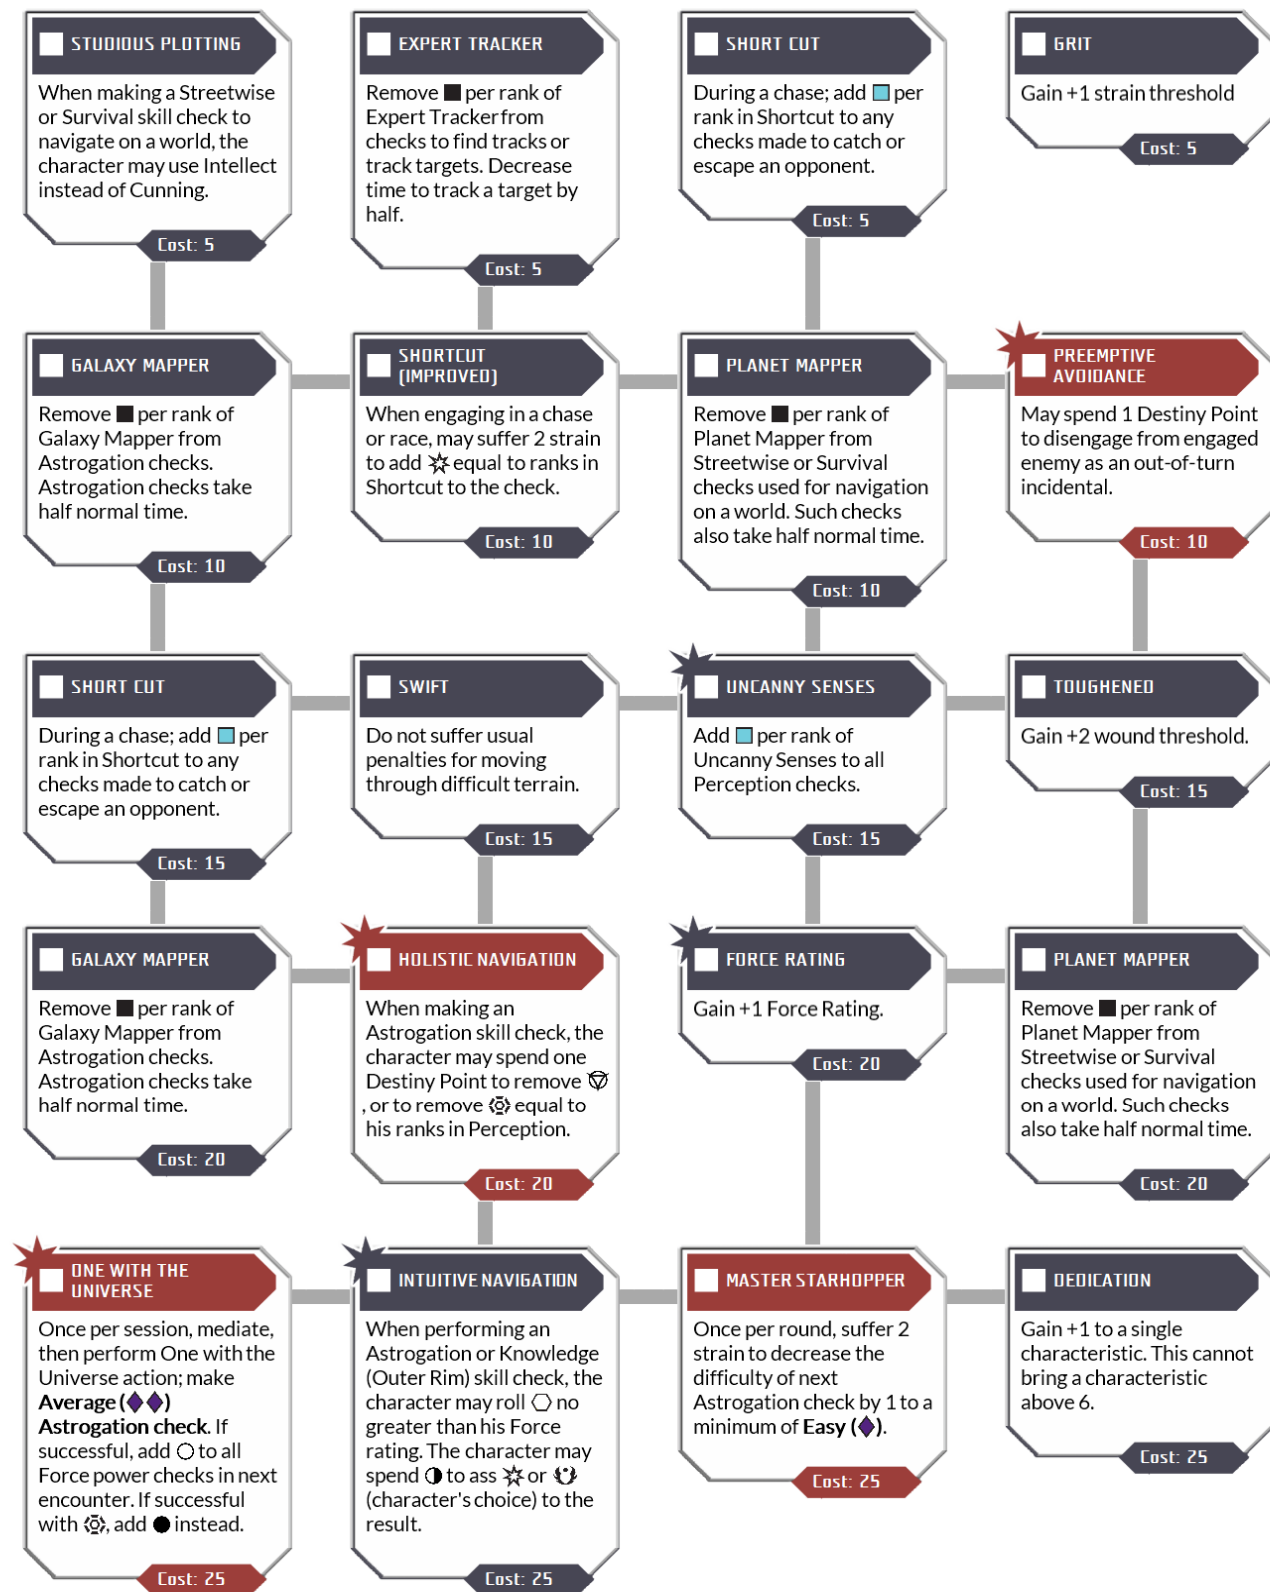 STUDIOUS PLOTTING
When making a Streetwise
or Survival skill check to
navigate on a world, the
character may use Intellect
instead of Cunning.
Cost: 5
EXPERT TRACKER
Remove per rank of
Expert Tracker from
checks to find tracks or
track targets. Decrease
time to track a target by
half.
Cost: 5
SHORT CUT
During a chase; add per
rank in Shortcut to any
checks made to catch or
escape an opponent.
Cost: 5
GRIT
Gain +1 strain threshold
Cost: 5
GALAXY MAPPER
Remove per rank of
Galaxy Mapper from
Astrogation checks.
Astrogation checks take
half normal time.
Cost: 10
SHORTCUT
(IMPROVED)
When engaging in a chase
or race, may suffer 2 strain
to add equal to ranks in
Shortcut to the check.
Cost: 10
PLANET MAPPER
Remove per rank of
Planet Mapper from
Streetwise or Survival
checks used for navigation
on a world. Such checks
also take half normal time.
Cost: 10
PREEMPTIVE
AVOIDANCE
May spend 1 Destiny Point
to disengage from engaged
enemy as an out-of-turn
incidental.
Cost: 10
SHORT CUT
During a chase; add per
rank in Shortcut to any
checks made to catch or
escape an opponent.
Cost: 15
SWIFT
Do not suffer usual
penalties for moving
through difficult terrain.
Cost: 15
UNCANNY SENSES
Add per rank of
Uncanny Senses to all
Perception checks.
Cost: 15
TOUGHENED
Gain +2 wound threshold.
Cost: 15
GALAXY MAPPER
Remove per rank of
Galaxy Mapper from
Astrogation checks.
Astrogation checks take
half normal time.
Cost: 20
HOLISTIC NAVIGATION
When making an
Astrogation skill check, the
character may spend one
Destiny Point to remove
, or to remove equal to
his ranks in Perception.
Cost: 20
FORCE RATING
Gain +1 Force Rating.
Cost: 20
PLANET MAPPER
Remove per rank of
Planet Mapper from
Streetwise or Survival
checks used for navigation
on a world. Such checks
also take half normal time.
Cost: 20
ONE WITH THE
UNIVERSE
Once per session, mediate,
then perform One with the
Universe action; make
Average (♦♦)
Astrogation check. If
successful, add to all
Force power checks in next
encounter. If successful
with , add instead.
Cost: 25
INTUITIVE NAVIGATION
When performing an
Astrogation or Knowledge
(Outer Rim) skill check, the
character may roll no
greater than his Force
rating. The character may
spend to ass or
(character's choice) to the
result.
Cost: 25
MASTER STARHOPPER
Once per round, suffer 2
strain to decrease the
difficulty of next
Astrogation check by 1 to a
minimum of Easy (♦).
Cost: 25
DEDICATION
Gain +1 to a single
characteristic. This cannot
bring a characteristic
above 6.
Cost: 25